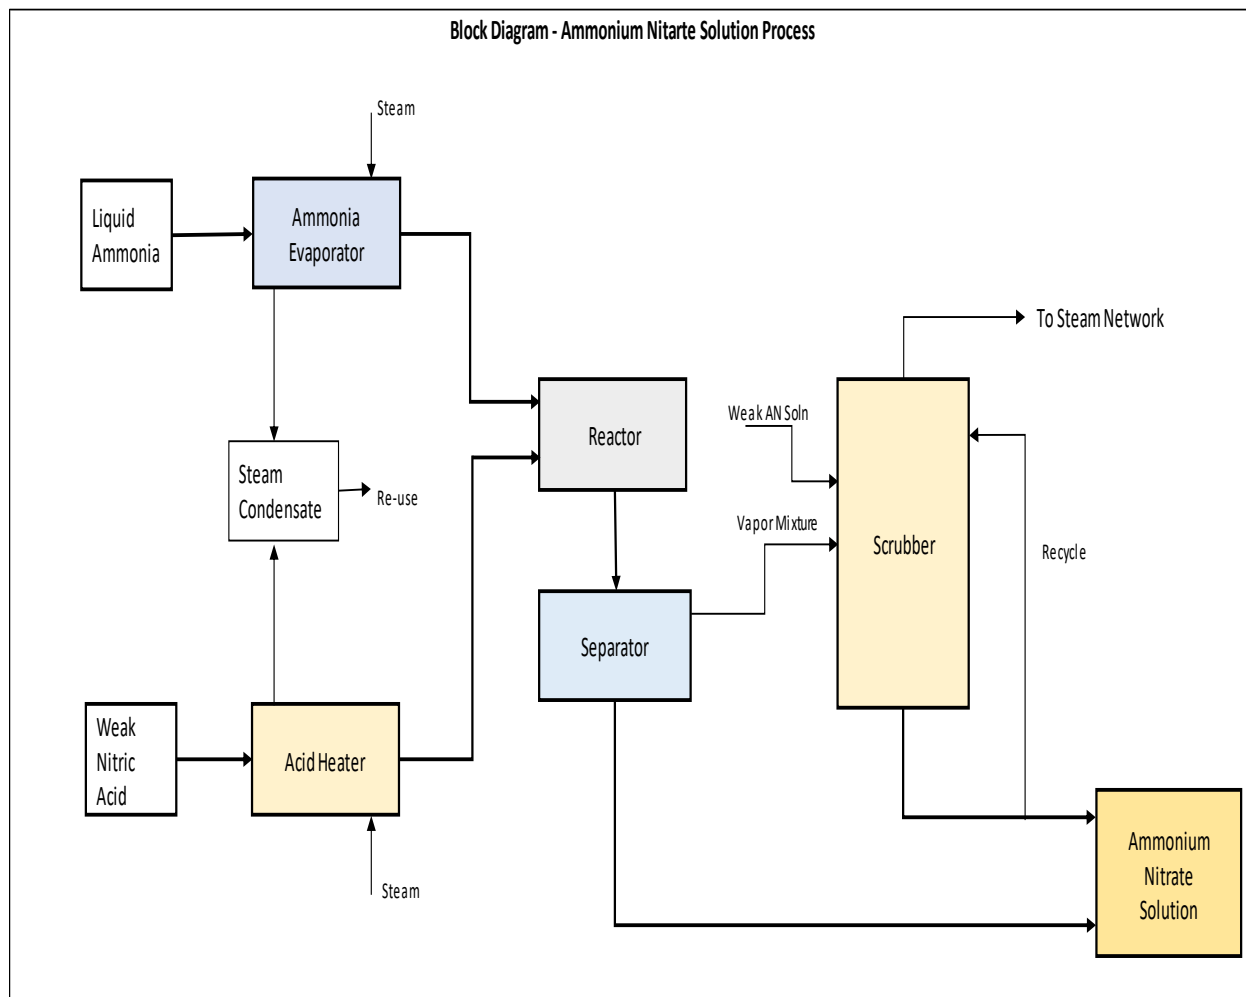 Block Diagram - Ammonium Nitarte Solution Process
Steam
Liquid
Ammonia
Ammonia
Evaporator
To Steam Network
Weak AN Soln
Reactor
Steam
Condensate
Re-use
Vapor Mixture
Scrubber
Recycle
Separator
Weak
Nitric
Acid
Acid Heater
Steam
Ammonium
Nitrate
Solution